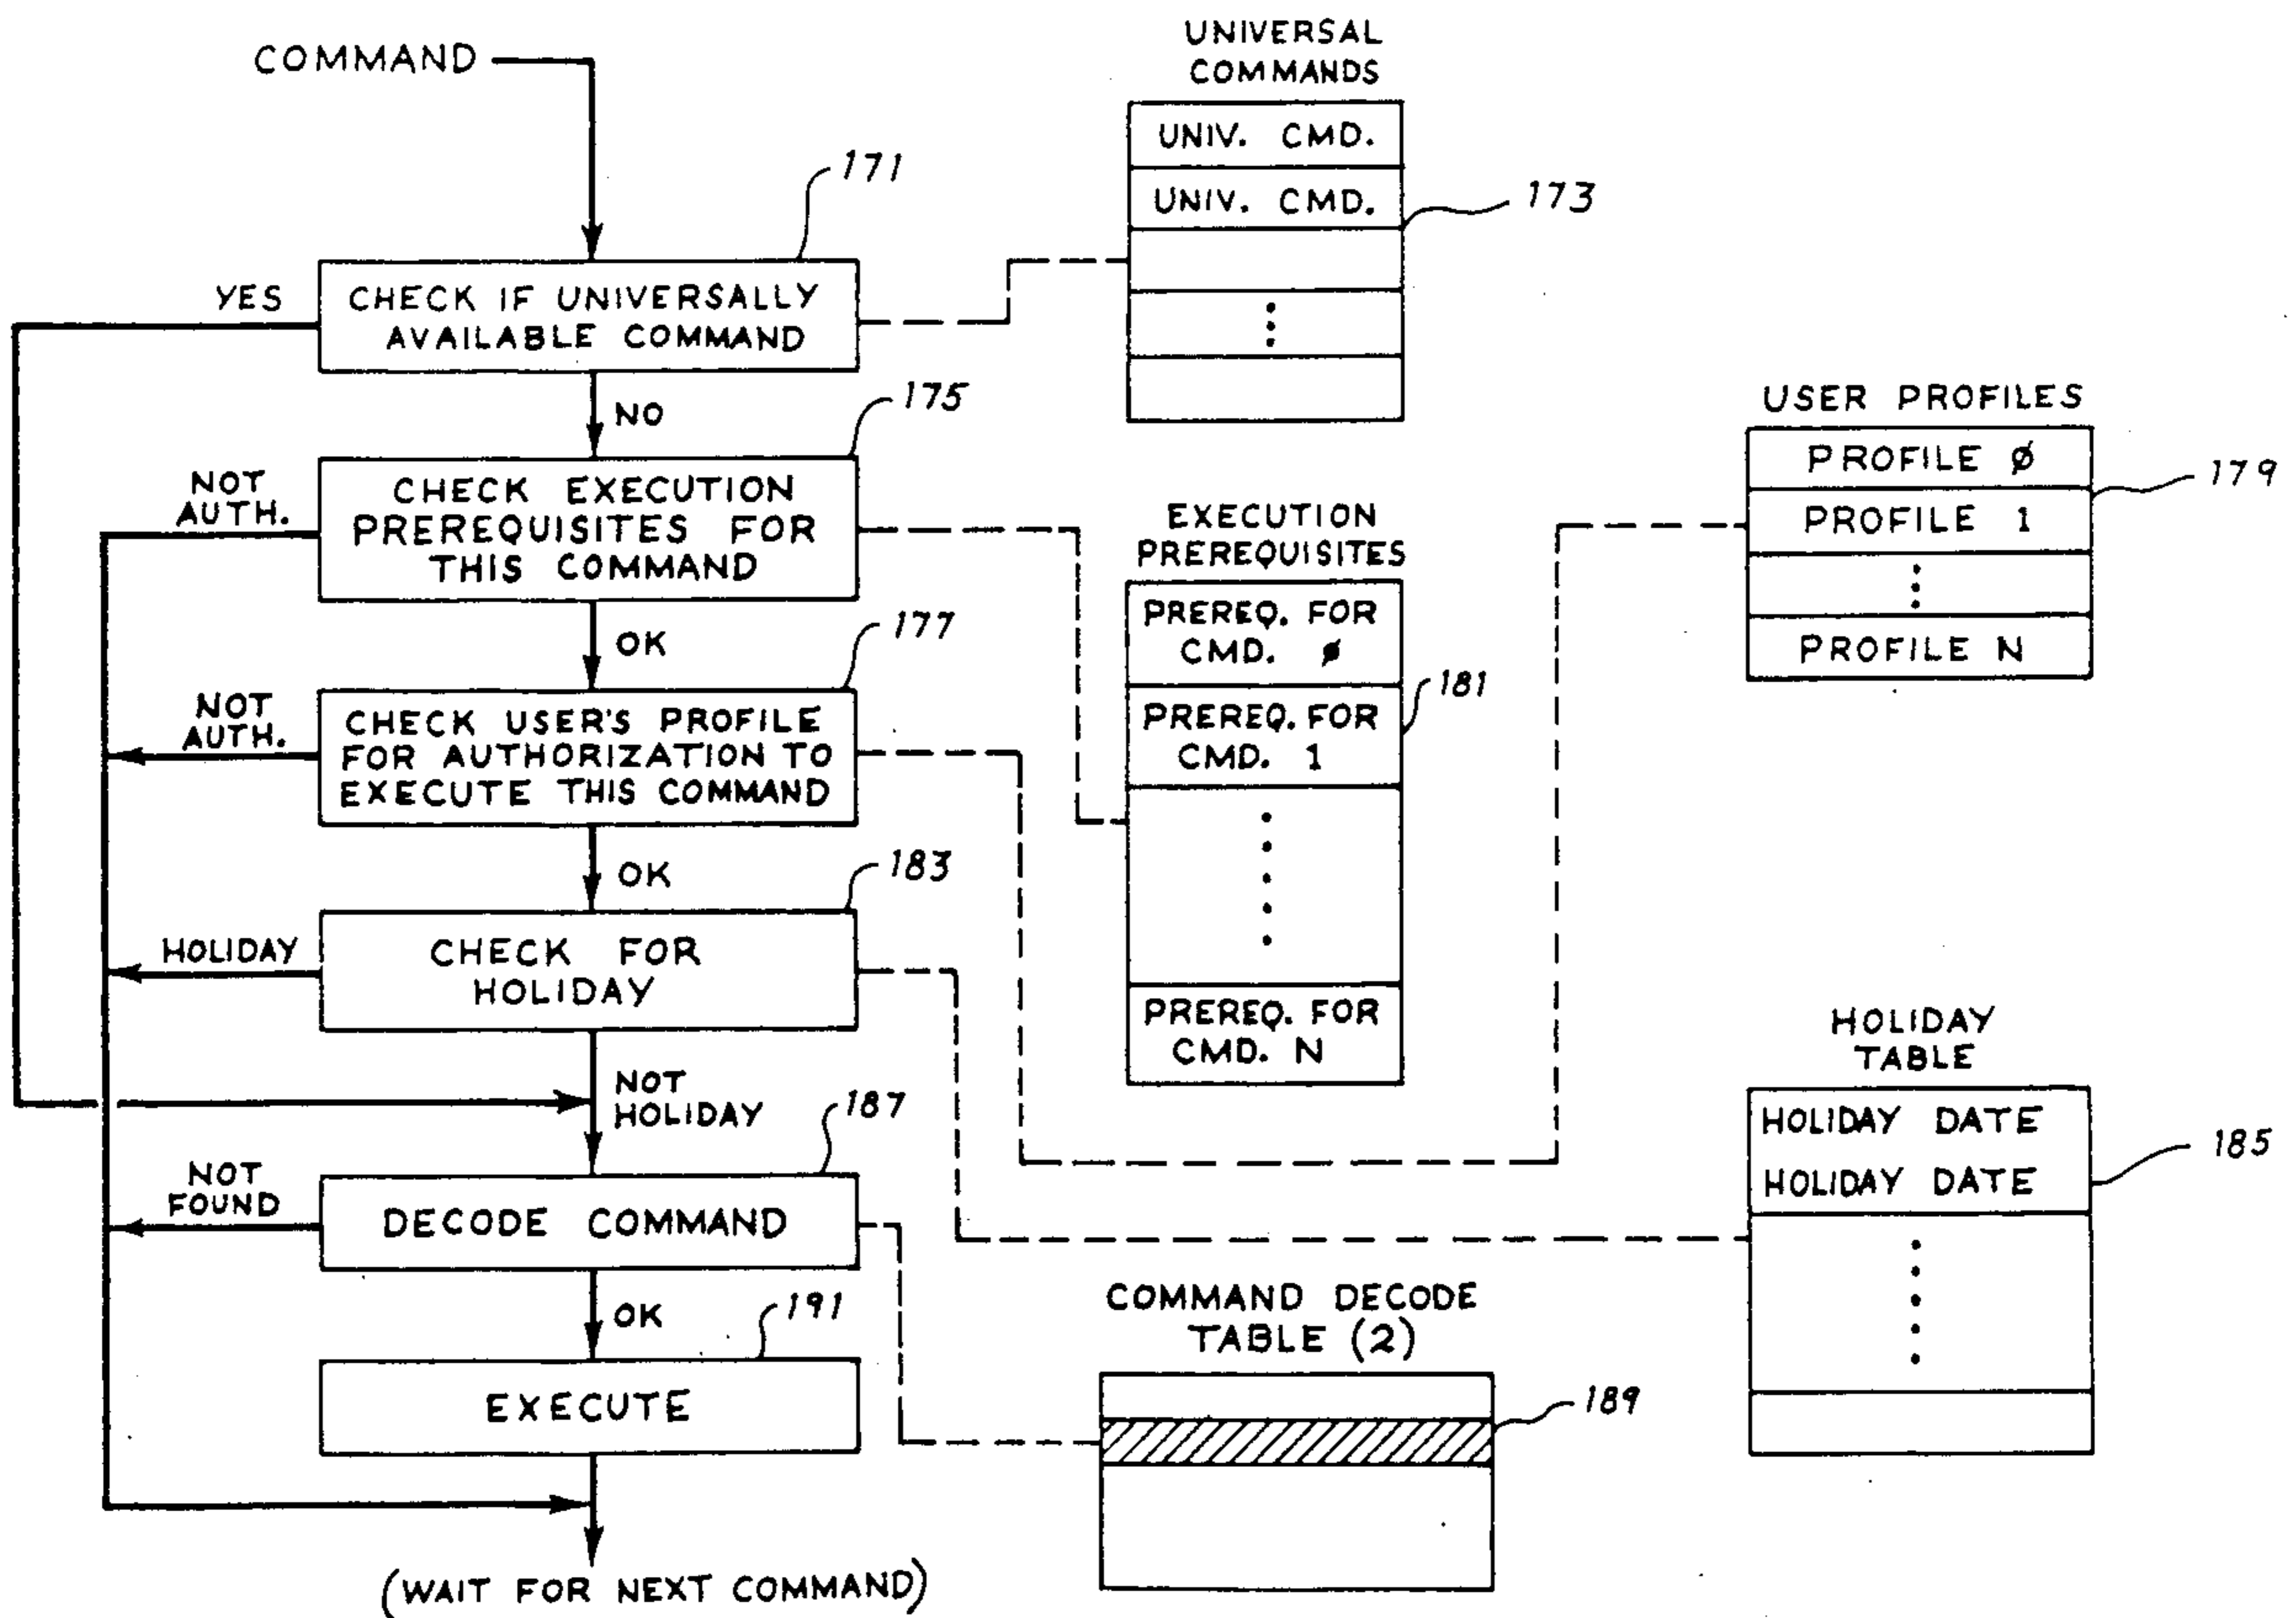 COMMAND
171
YES
CHECK IF UNIVERSALLY
AVAILABLE COMMAND
NO
175
NOT
AUTH.
CHECK EXECUTION
PREREQUISITES FOR
THIS COMMAND
OK
177
NOT
AUTH.
CHECK USER'S PROFILE
FOR AUTHORIZATION TO
EXECUTE THIS COMMAND
OK
183
HOLIDAY
CHECK FOR
HOLIDAY
NOT
HOLIDAY
187
NOT
FOUND
DECODE COMMAND
OK
191
EXECUTE
(WAIT FOR NEXT COMMAND)
UNIVERSAL
COMMANDS
UNIV. CMD.
UNIV. CMD.
173
EXECUTION
PREREQUISITES
PREREQ. FOR
CMD. ø
PREREQ. FOR
CMD. 1
181
PREREQ. FOR
CMD. N
COMMAND DECODE
TABLE (2)
189
USER PROFILES
PROFILE ø
PROFILE 1
179
PROFILE N
HOLIDAY
TABLE
HOLIDAY DATE
HOLIDAY DATE
185